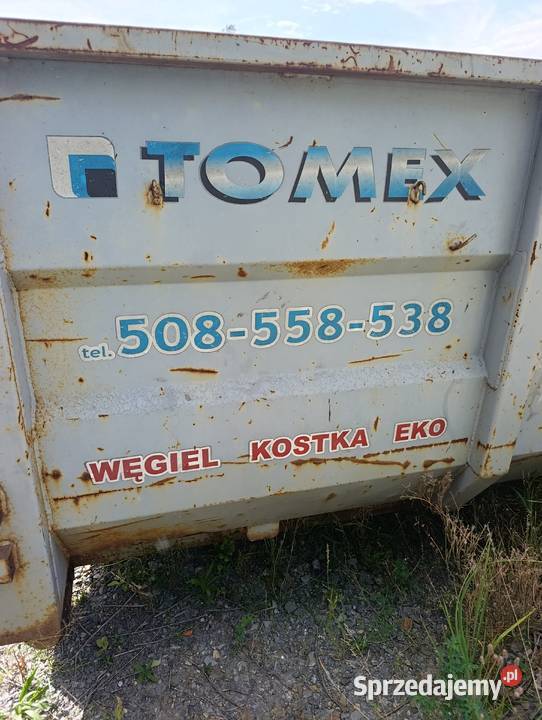 TOMEX
tel. 508-558-538
WĘGIEL KOSTKA EKO
Sprzedajemy.pl